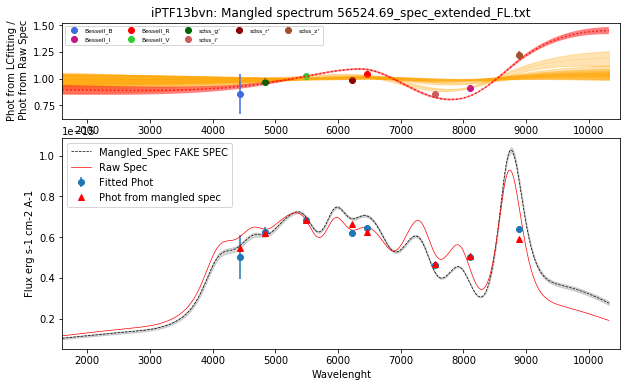 iPTF13bvn: Mangled spectrum 56524.69_spec_extended_FL.txt
Phot from LCfitting /
Phot from Raw Spec
1.50
1.25
1.00
0.75
Bessell_B
Bessell_I
Bessell_R
Bessell_V
sdss_g'
sdss_i'
sdss_r'
sdss_z'
2000 3000 4000 5000 6000 7000 8000 9000 10000
Flux erg s-1 cm-2 A-1
1.0
0.8
0.6
0.4
0.2
Mangled_Spec FAKE SPEC
Raw Spec
Fitted Phot
Phot from mangled spec
2000 3000 4000 5000 6000 7000 8000 9000 10000
Wavelenght